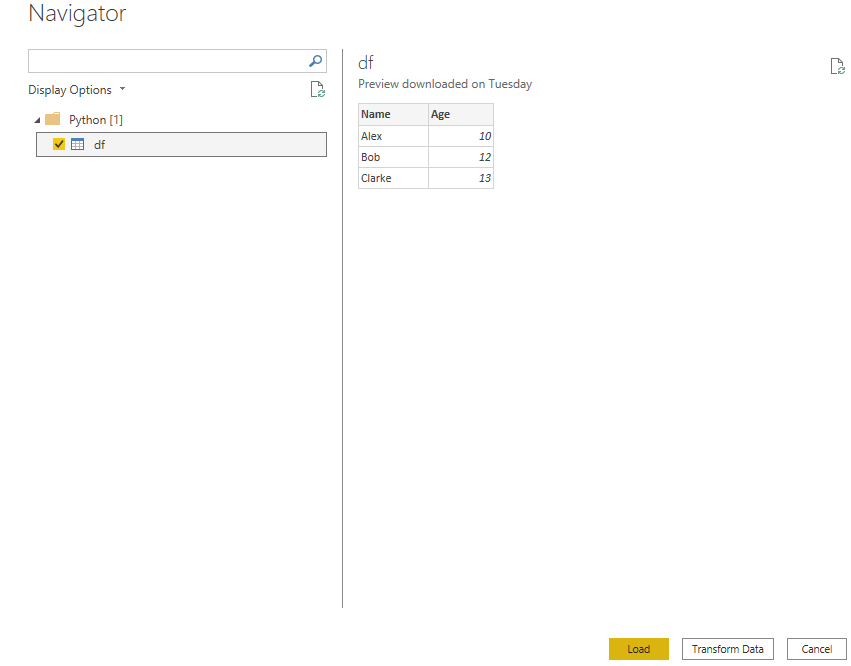 Navigator
Display Options
Python [1]
df
df
Preview downloaded on Tuesday
Name Age
Alex 10
Bob 12
Clarke 13
Load Transform Data Cancel